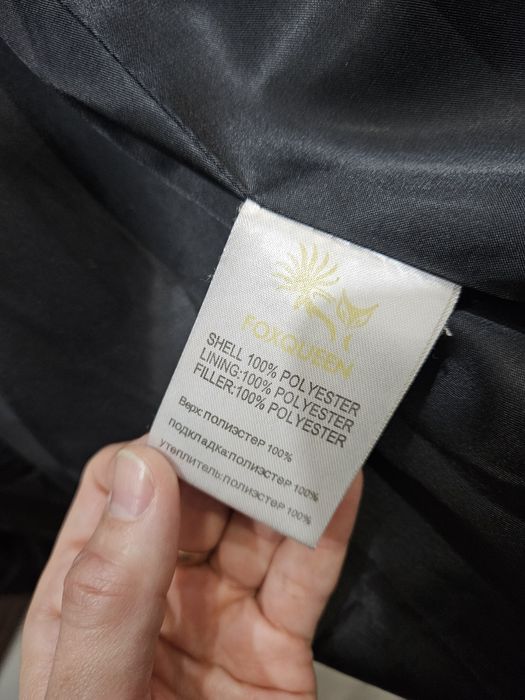 FOXQUEEN
SHELL 100% POLYESTER
LINING:100% POLYESTER
FILLER:100% POLYESTER
Верх:полиэстер 100%
подкладка:полиэстер 100%
утеплитель:полиэстер 100%